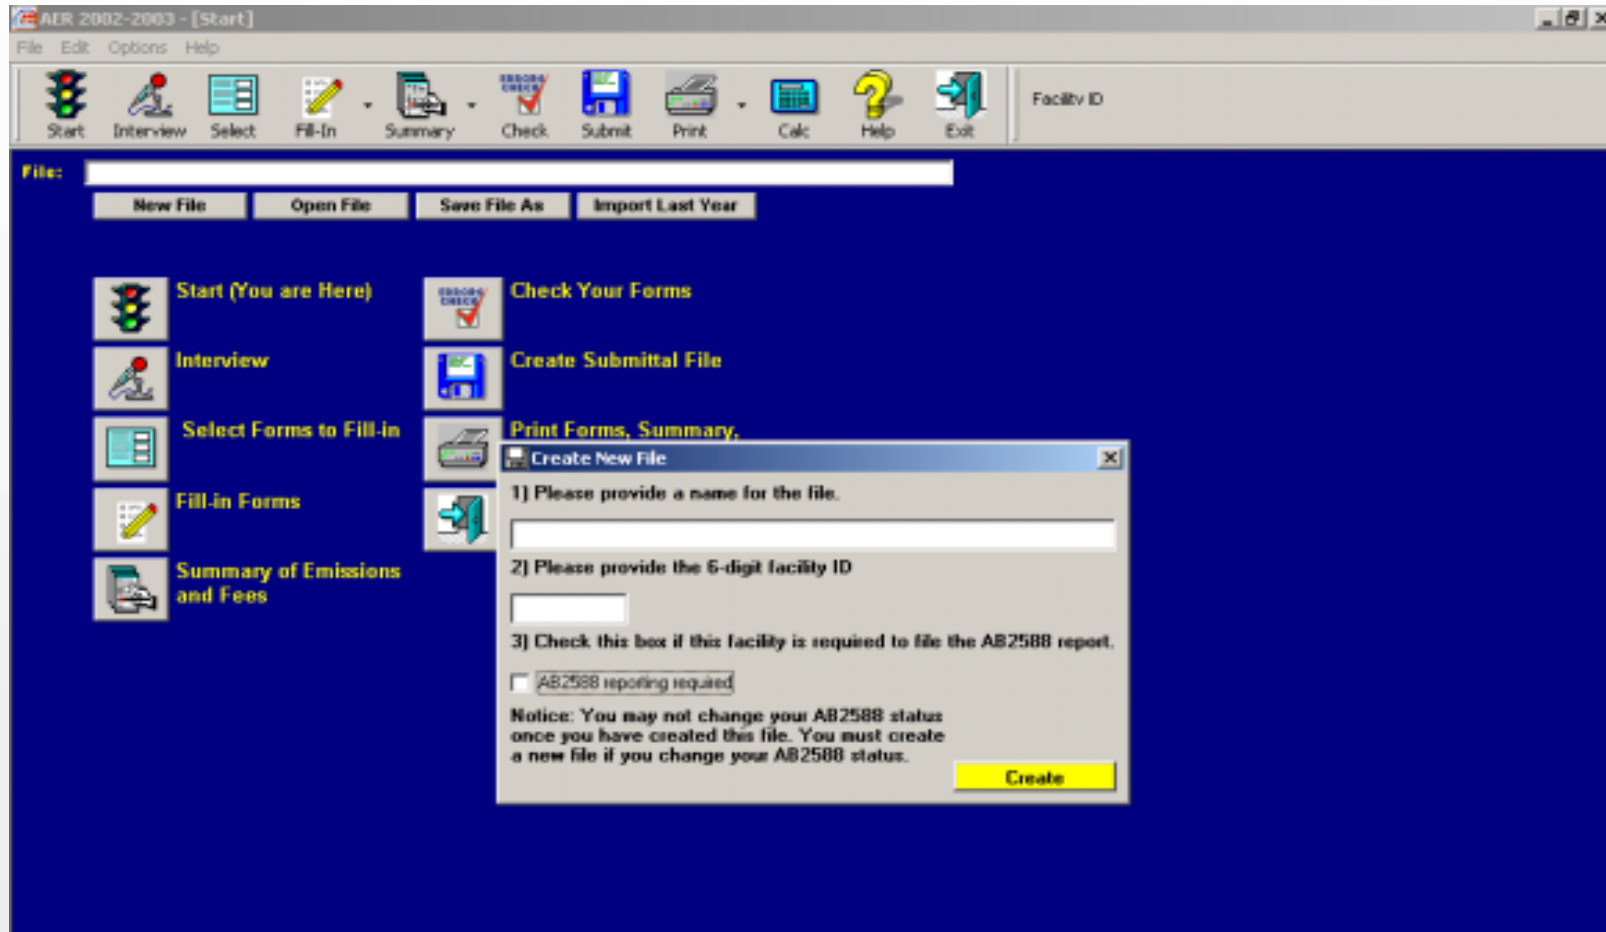 AER 2002-2003 - [Start]
File Edit Options Help
Start Interview Select Fill-In Summary Check Submit Print Calc Help Exit Facility ID
File:
New File Open File Save File As Import Last Year
Start (You are Here)
Interview
Select Forms to Fill-in
Fill-in Forms
Summary of Emissions
and Fees
Check Your Forms
Create Submittal File
Print Forms, Summary,
Create New File
1) Please provide a name for the file.
2) Please provide the 6-digit facility ID
3) Check this box if this facility is required to file the AB2588 report.
AB2588 reporting required
Notice: You may not change your AB2588 status
once you have created this file. You must create
a new file if you change your AB2588 status.
Create